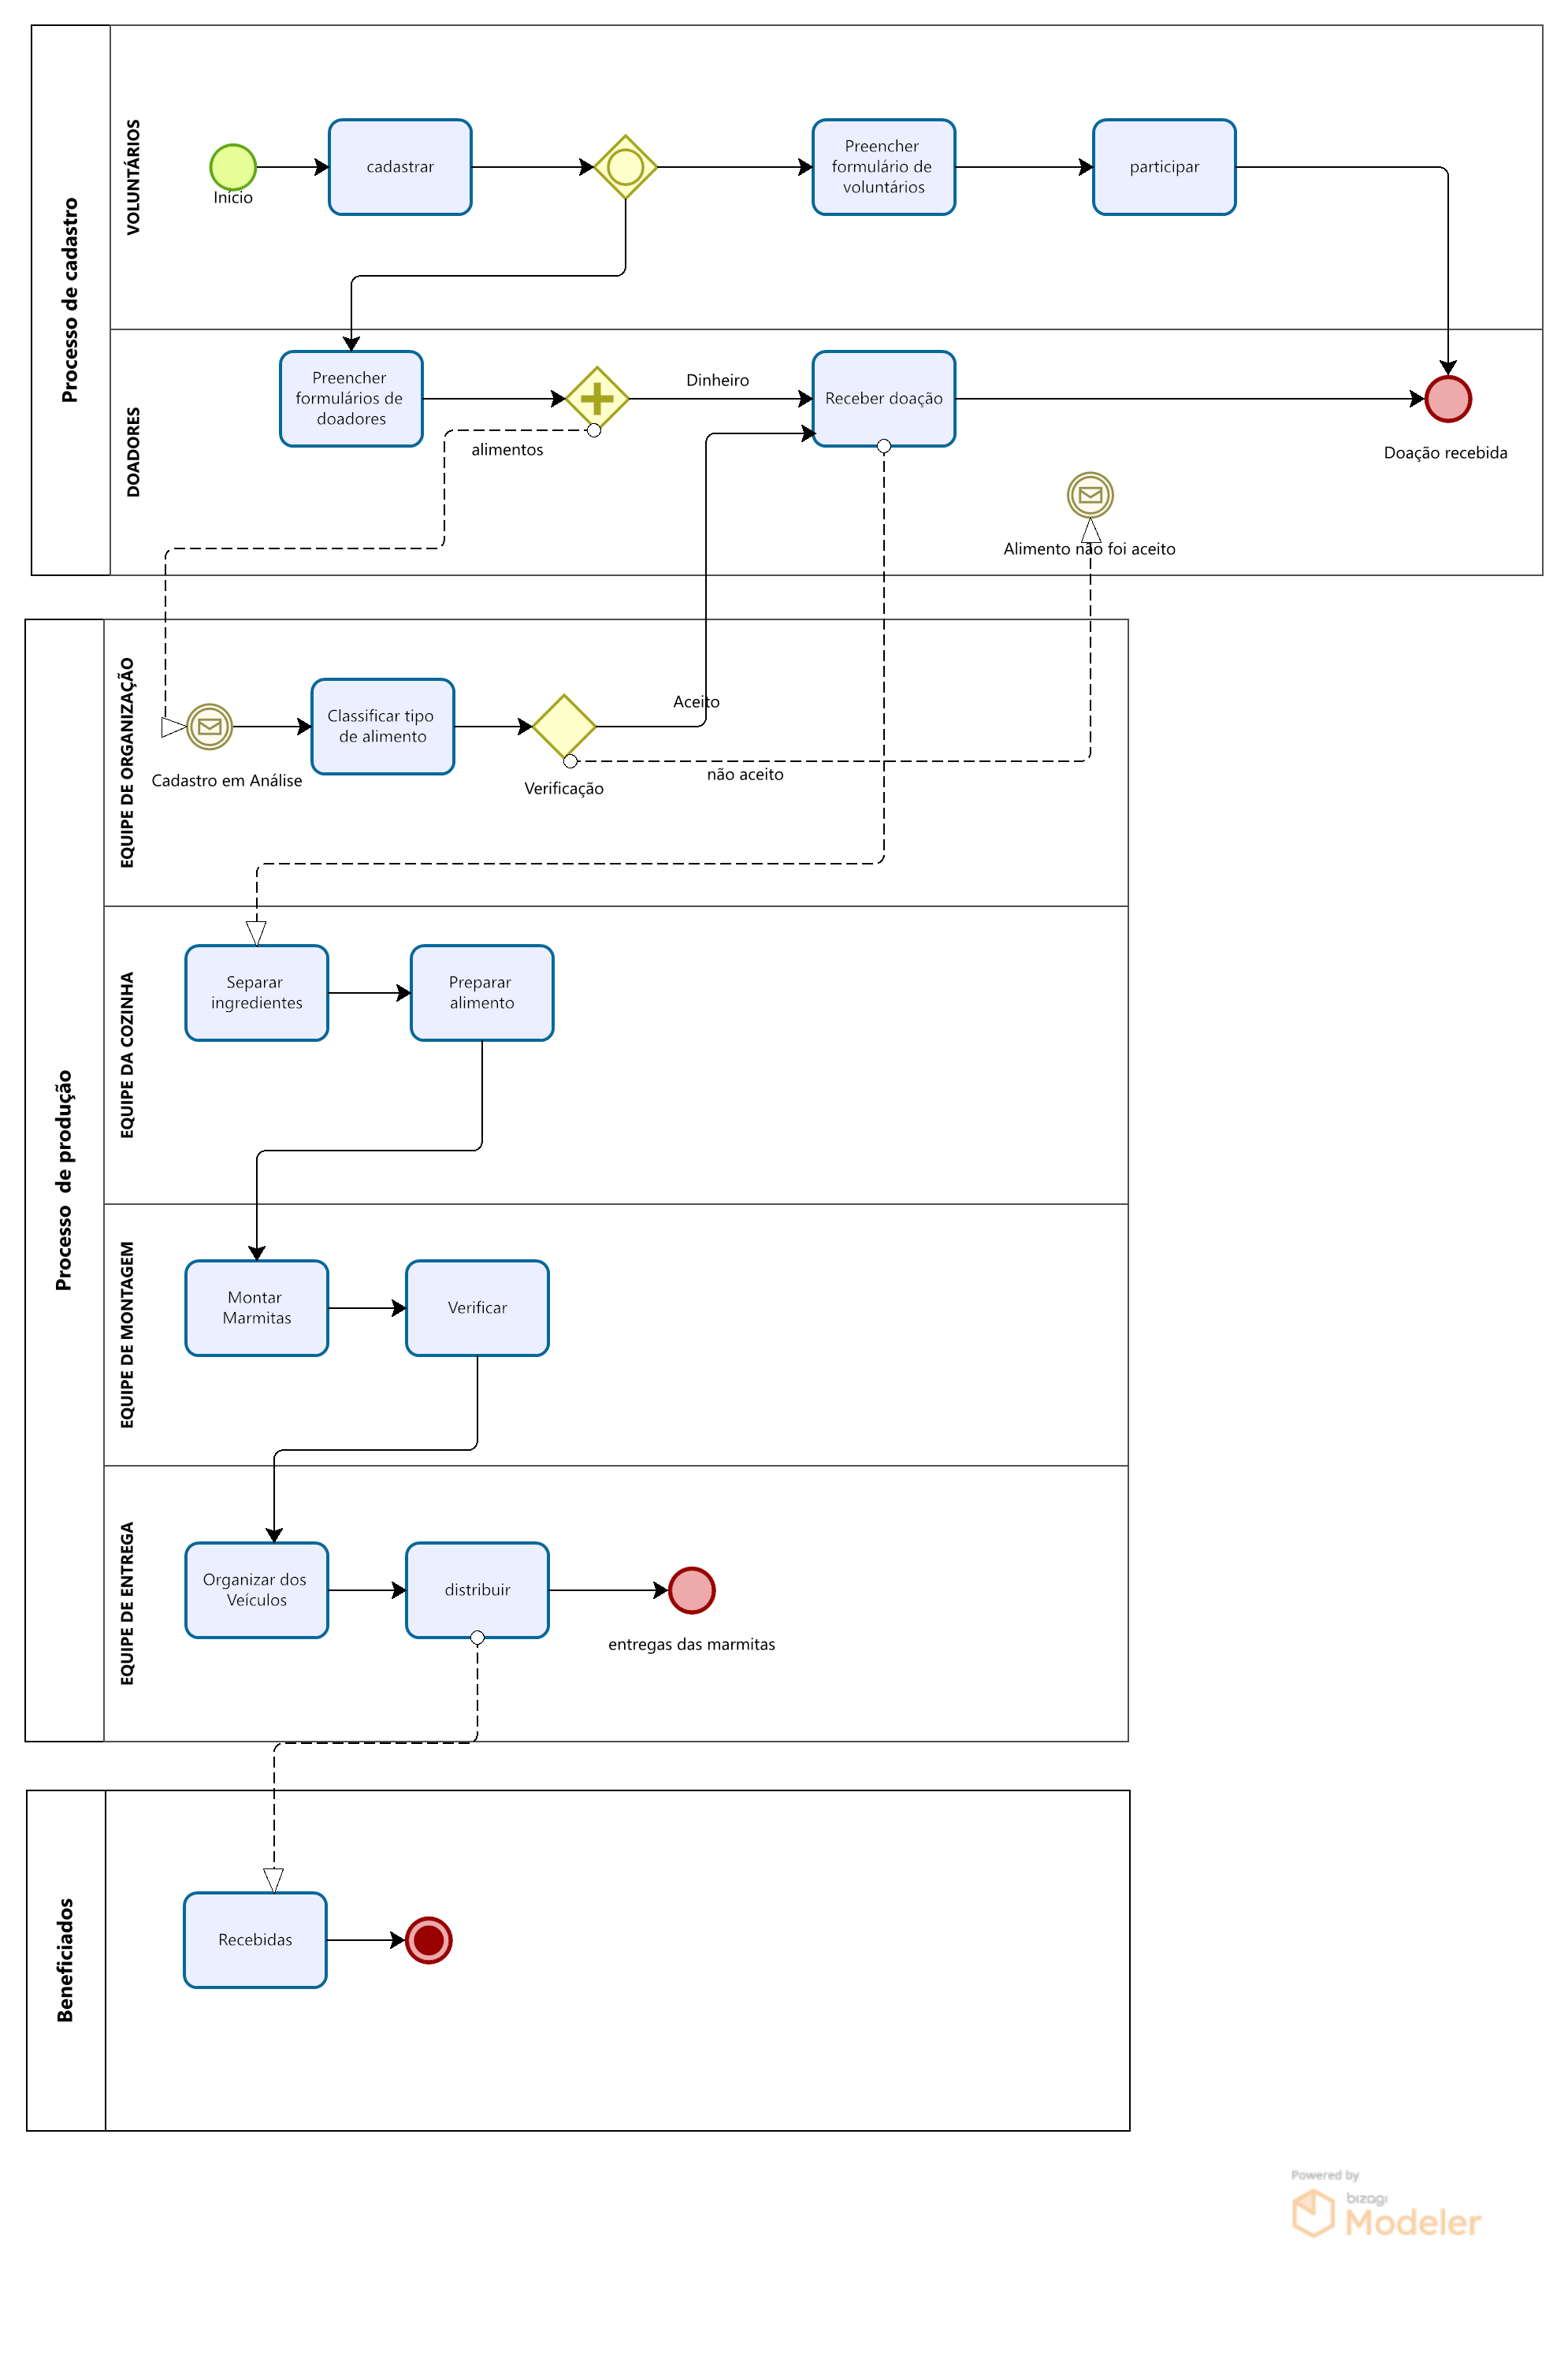 Processo de cadastro
VOLUNTÁRIOS
Início
cadastrar
Preencher
formulário de
voluntários
participar
DOADORES
Preencher
formulários de
doadores
Dinheiro
alimentos
Receber doação
Doação recebida
Alimento não foi aceito
Processo  de produção
EQUIPE DE ORGANIZAÇÃO
Cadastro em Análise
Classificar tipo
de alimento
Verificação
Aceito
não aceito
EQUIPE DA COZINHA
Separar
ingredientes
Preparar
alimento
EQUIPE DE MONTAGEM
Montar
Marmitas
Verificar
EQUIPE DE ENTREGA
Organizar dos
Veículos
distribuir
entregas das marmitas
Beneficiados
Recebidas
Powered by
bizagi
Modeler